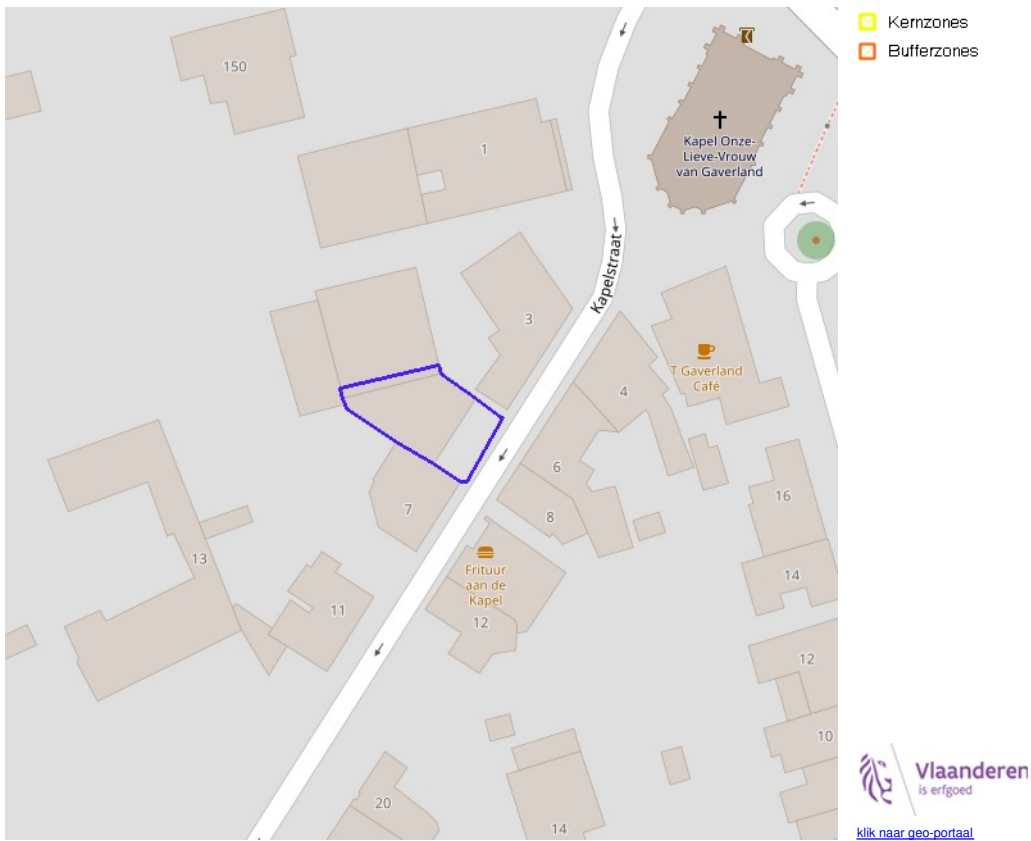 Kernzones
Bufferzones
150
1
Kapel Onze-
Lieve-Vrouw
van Gaverland
Kapelstraat
3
T Gaverland
Café
4
6
16
7
8
13
Frituur
aan de
Kapel
14
11
12
12
10
20
14
Vlaanderen
is erfgoed
klik naar geo-portaal